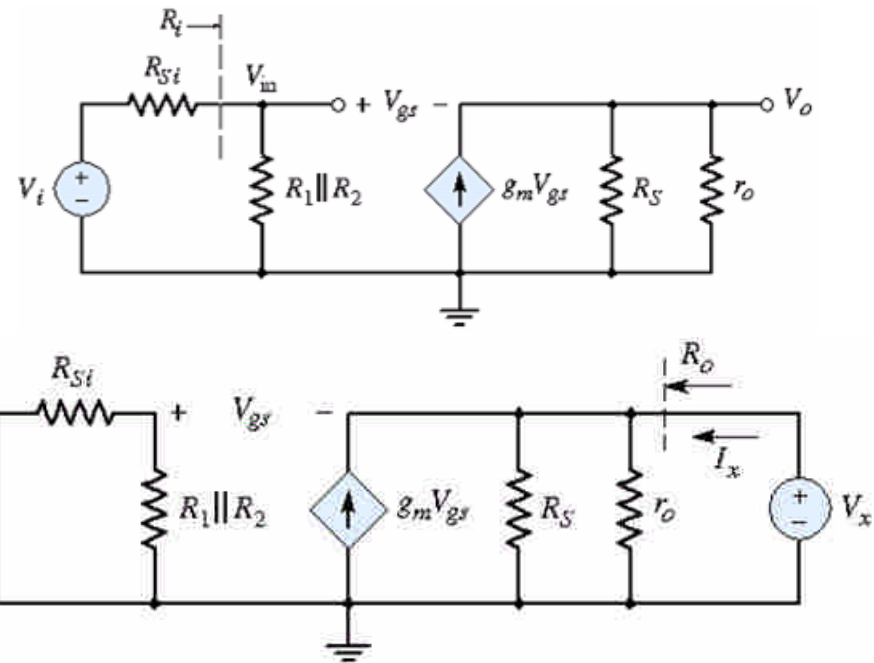 R_i
R_Si
V_in
+ V_gs −
V_o
V_i
+
−
R_1||R_2
g_mV_gs
R_S
r_o
R_Si
+ V_gs −
R_o
I_x
R_1||R_2
g_mV_gs
R_S
r_o
+
−
V_x